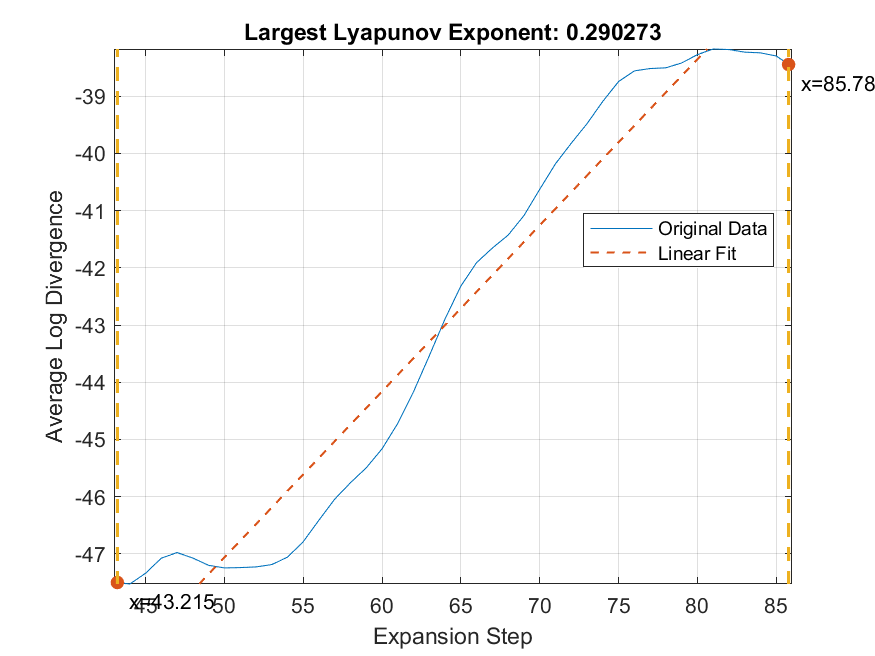 Largest Lyapunov Exponent: 0.290273
Average Log Divergence
-39
-40
-41
-42
-43
-44
-45
-46
-47
x=85.78
Original Data
Linear Fit
x=43.215
45
50
55
60
65
70
75
80
85
Expansion Step